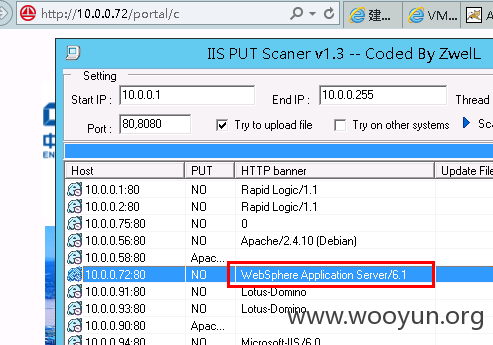 http://10.0.0.72/portal/c
建
VM
A
IIS PUT Scaner v1.3 -- Coded By ZwelL
Setting
Start IP : 10.0.0.1 End IP : 10.0.0.255 Thread
Port : 80,8080 Try to upload file Try on other systems Sca
Host PUT HTTP banner Update File
10.0.0.1:80 NO Rapid Logic/1.1
10.0.0.2:80 NO Rapid Logic/1.1
10.0.0.75:80 NO 0
10.0.0.56:80 NO Apache/2.4.10 (Debian)
10.0.0.58:80 Apac...
10.0.0.72:80 NO WebSphere Application Server/6.1
10.0.0.91:80 NO Lotus-Domino
10.0.0.93:80 NO Lotus-Domino
10.0.0.90:80 Apac...
10.0.0.94:80 NO Microsoft-IIS/6.0
www.wooyun.org